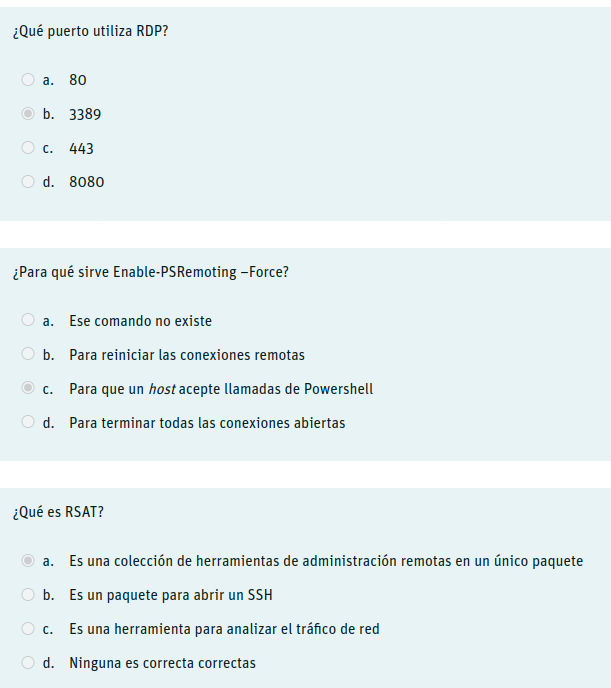 ¿Qué puerto utiliza RDP?
a. 80
b. 3389
c. 443
d. 8080
¿Para qué sirve Enable-PSRemoting –Force?
a. Ese comando no existe
b. Para reiniciar las conexiones remotas
c. Para que un host acepte llamadas de Powershell
d. Para terminar todas las conexiones abiertas
¿Qué es RSAT?
a. Es una colección de herramientas de administración remotas en un único paquete
b. Es un paquete para abrir un SSH
c. Es una herramienta para analizar el tráfico de red
d. Ninguna es correcta correctas